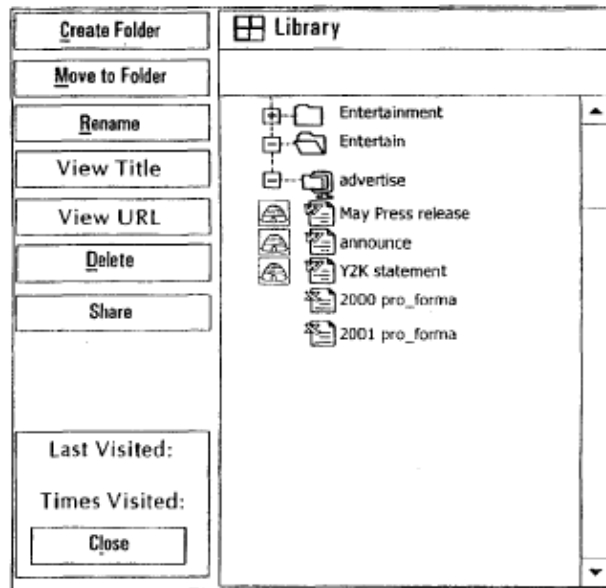 Create Folder
Move to Folder
Rename
View Title
View URL
Delete
Share
Last Visited:
Times Visited:
Close
Library
Entertainment
Entertain
advertise
May Press release
announce
Y2K statement
2000 pro_forma
2001 pro_forma